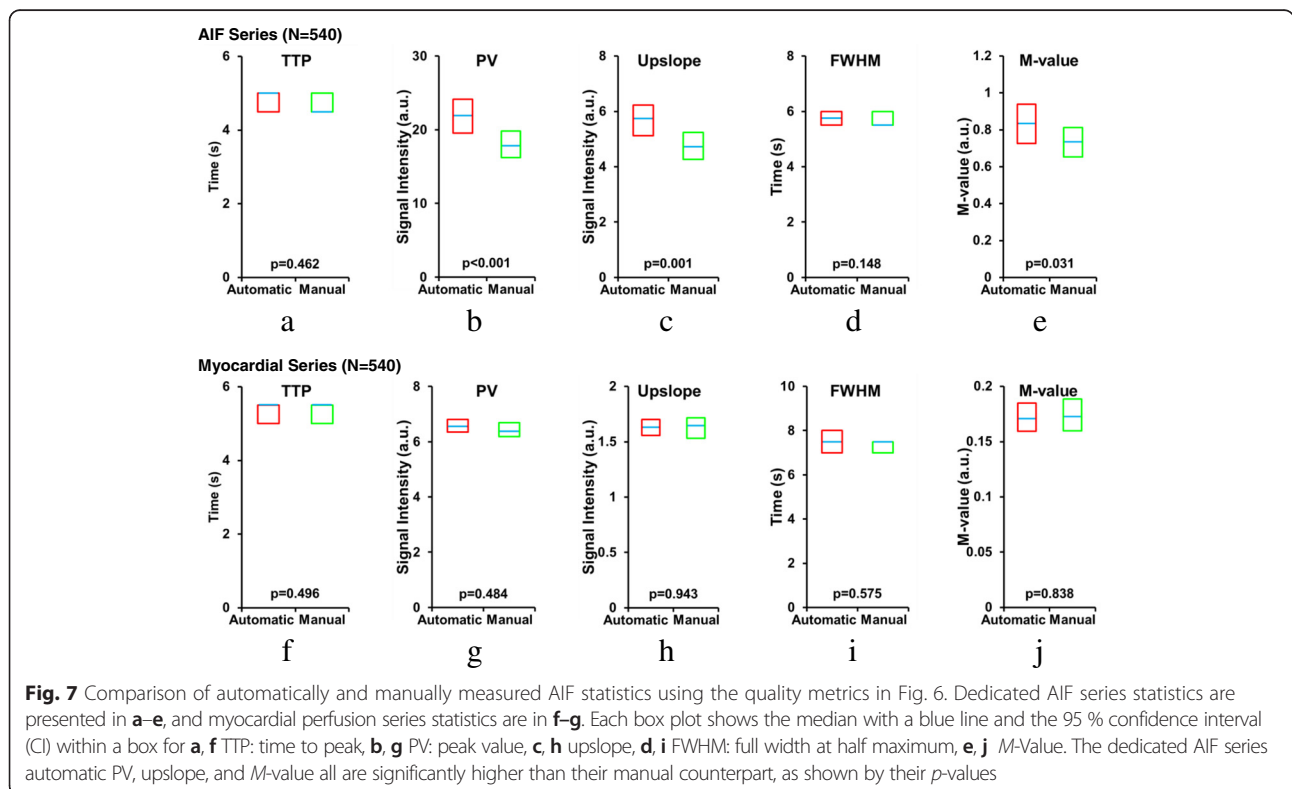 AIF Series (N=540)
TTP
PV
Upslope
FWHM
M-value
Time (s)
6
4
2
0
p=0.462
Automatic Manual
a
Signal Intensity (a.u.)
30
20
10
0
p<0.001
Automatic Manual
b
Signal Intensity (a.u.)
8
6
4
2
0
p=0.001
Automatic Manual
c
Time (s)
8
6
4
2
0
p=0.148
Automatic Manual
d
M-value (a.u.)
1.2
1
0.8
0.6
0.4
0.2
0
p=0.031
Automatic Manual
e
Myocardial Series (N=540)
TTP
PV
Upslope
FWHM
M-value
Time (s)
6
4
2
0
p=0.496
Automatic Manual
f
Signal Intensity (a.u.)
8
6
4
2
0
p=0.484
Automatic Manual
g
Signal Intensity (a.u.)
2
1.5
1
0.5
0
p=0.943
Automatic Manual
h
Time (s)
10
8
6
4
2
0
p=0.575
Automatic Manual
i
M-value (a.u.)
0.2
0.15
0.1
0.05
0
p=0.838
Automatic Manual
j
Fig. 7 Comparison of automatically and manually measured AIF statistics using the quality metrics in Fig. 6. Dedicated AIF series statistics are
presented in a–e, and myocardial perfusion series statistics are in f–g. Each box plot shows the median with a blue line and the 95 % confidence interval
(CI) within a box for a, f TTP: time to peak, b, g PV: peak value, c, h upslope, d, i FWHM: full width at half maximum, e, j M-Value. The dedicated AIF series
automatic PV, upslope, and M-value all are significantly higher than their manual counterpart, as shown by their p-values